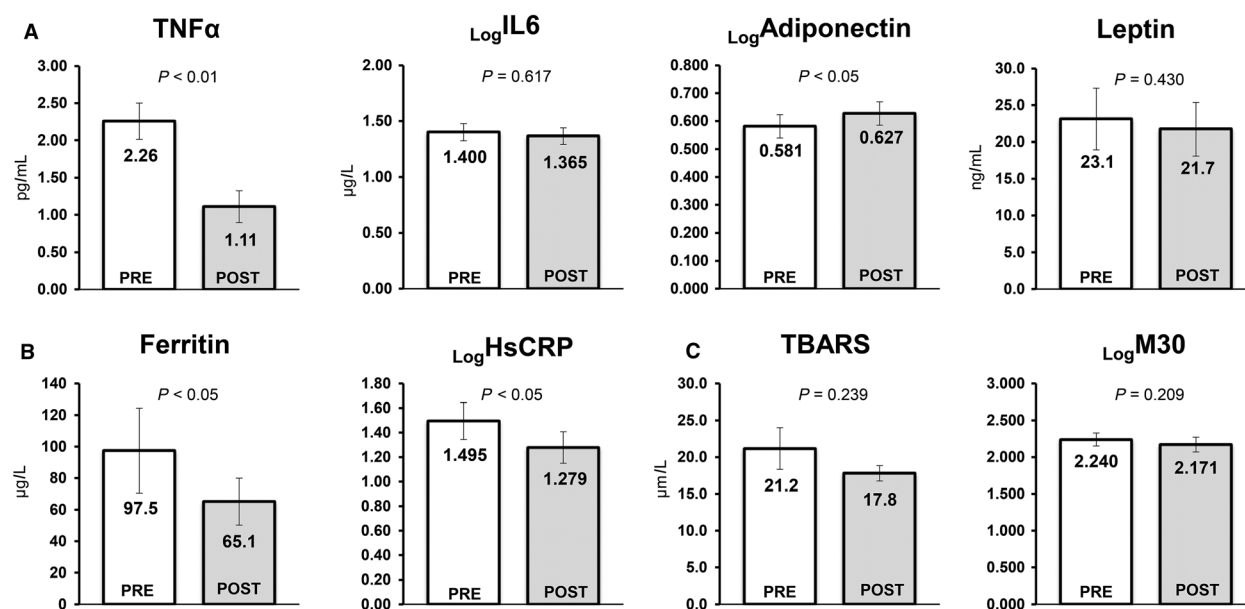 A
TNFα
P < 0.01
3.00
2.50
2.00
1.50
1.00
0.50
0.00
pg/mL
2.26
1.11
PRE
POST
LogIL6
P = 0.617
2.00
1.50
1.00
0.50
0.00
µg/L
1.400
1.365
PRE
POST
LogAdiponectin
P < 0.05
0.800
0.700
0.600
0.500
0.400
0.300
0.200
0.100
0.000
0.581
0.627
PRE
POST
Leptin
P = 0.430
30.0
25.0
20.0
15.0
10.0
5.0
0.0
ng/mL
23.1
21.7
PRE
POST
B
Ferritin
P < 0.05
140
120
100
80
60
40
20
0
µg/L
97.5
65.1
PRE
POST
LogHsCRP
P < 0.05
1.80
1.60
1.40
1.20
1.00
0.80
0.60
0.40
0.20
0.00
1.495
1.279
PRE
POST
C
TBARS
P = 0.239
30.0
25.0
20.0
15.0
10.0
5.0
0.0
µm/L
21.2
17.8
PRE
POST
LogM30
P = 0.209
3.000
2.500
2.000
1.500
1.000
0.500
0.000
2.240
2.171
PRE
POST